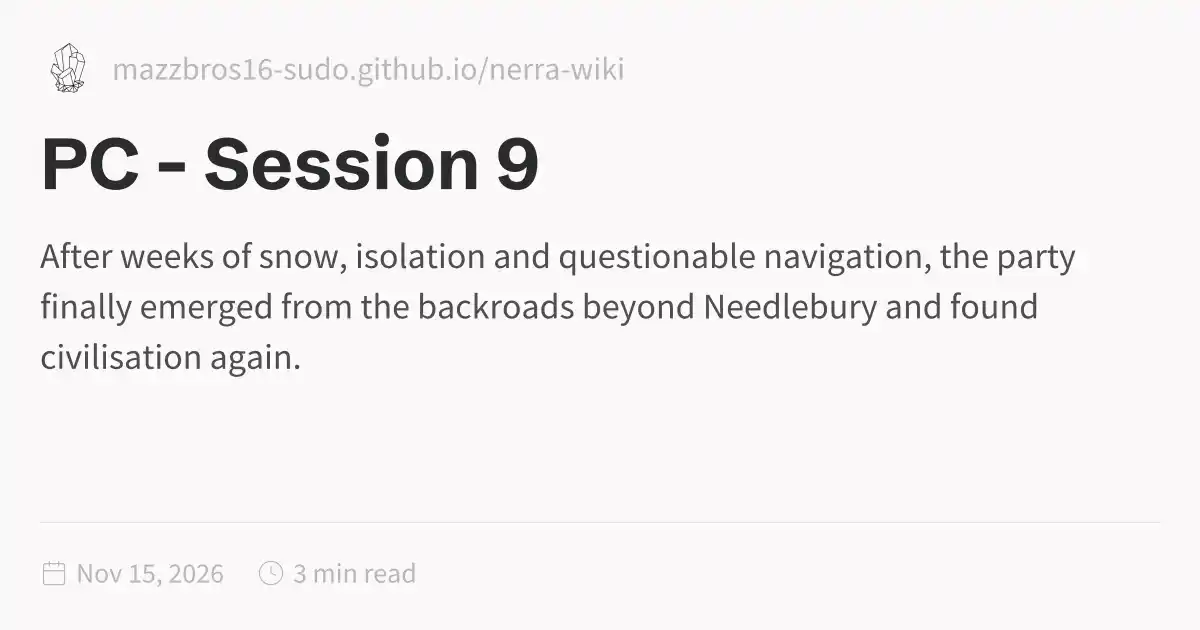 mazzbros16-sudo.github.io/nerra-wiki
PC - Session 9
After weeks of snow, isolation and questionable navigation, the party
finally emerged from the backroads beyond Needlebury and found
civilisation again.
Nov 15, 2026 3 min read